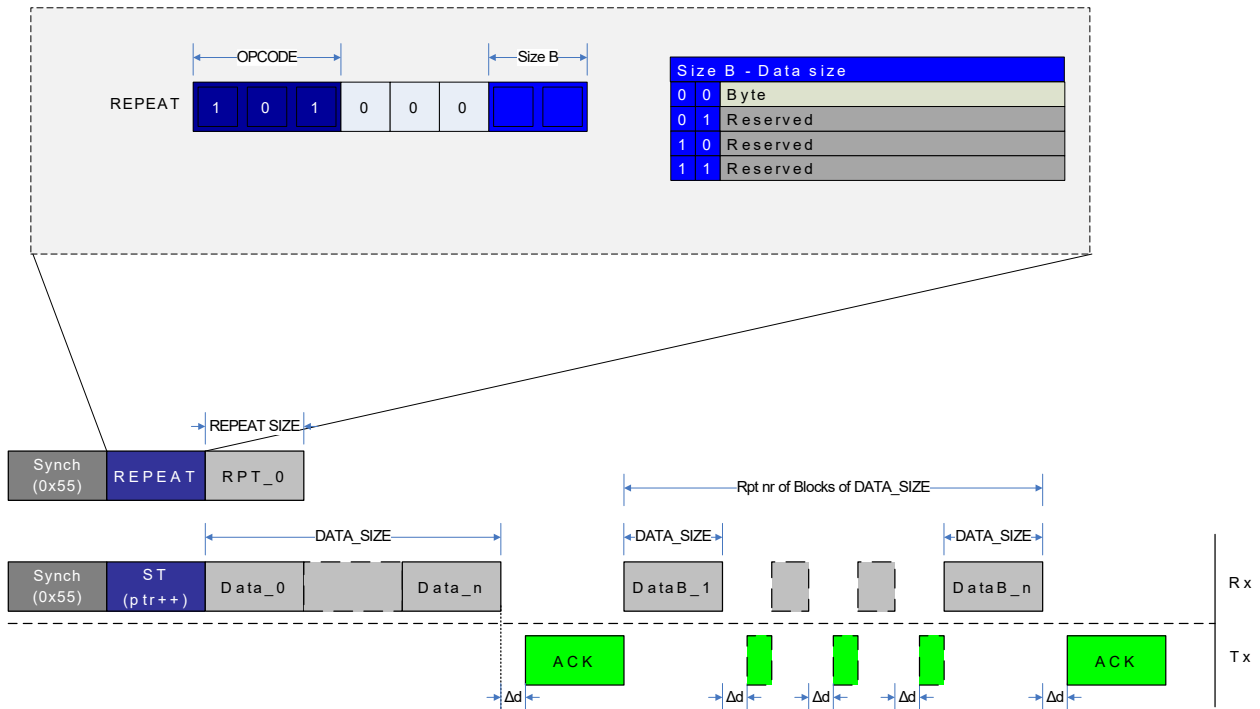 OPCODE
Size B
REPEAT
1 0 1 0 0 0
Size B - Data size
0 0 Byte
0 1 Reserved
1 0 Reserved
1 1 Reserved
REPEAT SIZE
Synch
(0x55)
REPEAT
RPT_0
Rpt nr of Blocks of DATA_SIZE
DATA_SIZE
DATA_SIZE
DATA_SIZE
Synch
(0x55)
ST
(ptr++)
Data_0
Data_n
DataB_1
DataB_n
Rx
ACK
ACK
Tx
Δd
Δd
Δd
Δd
Δd